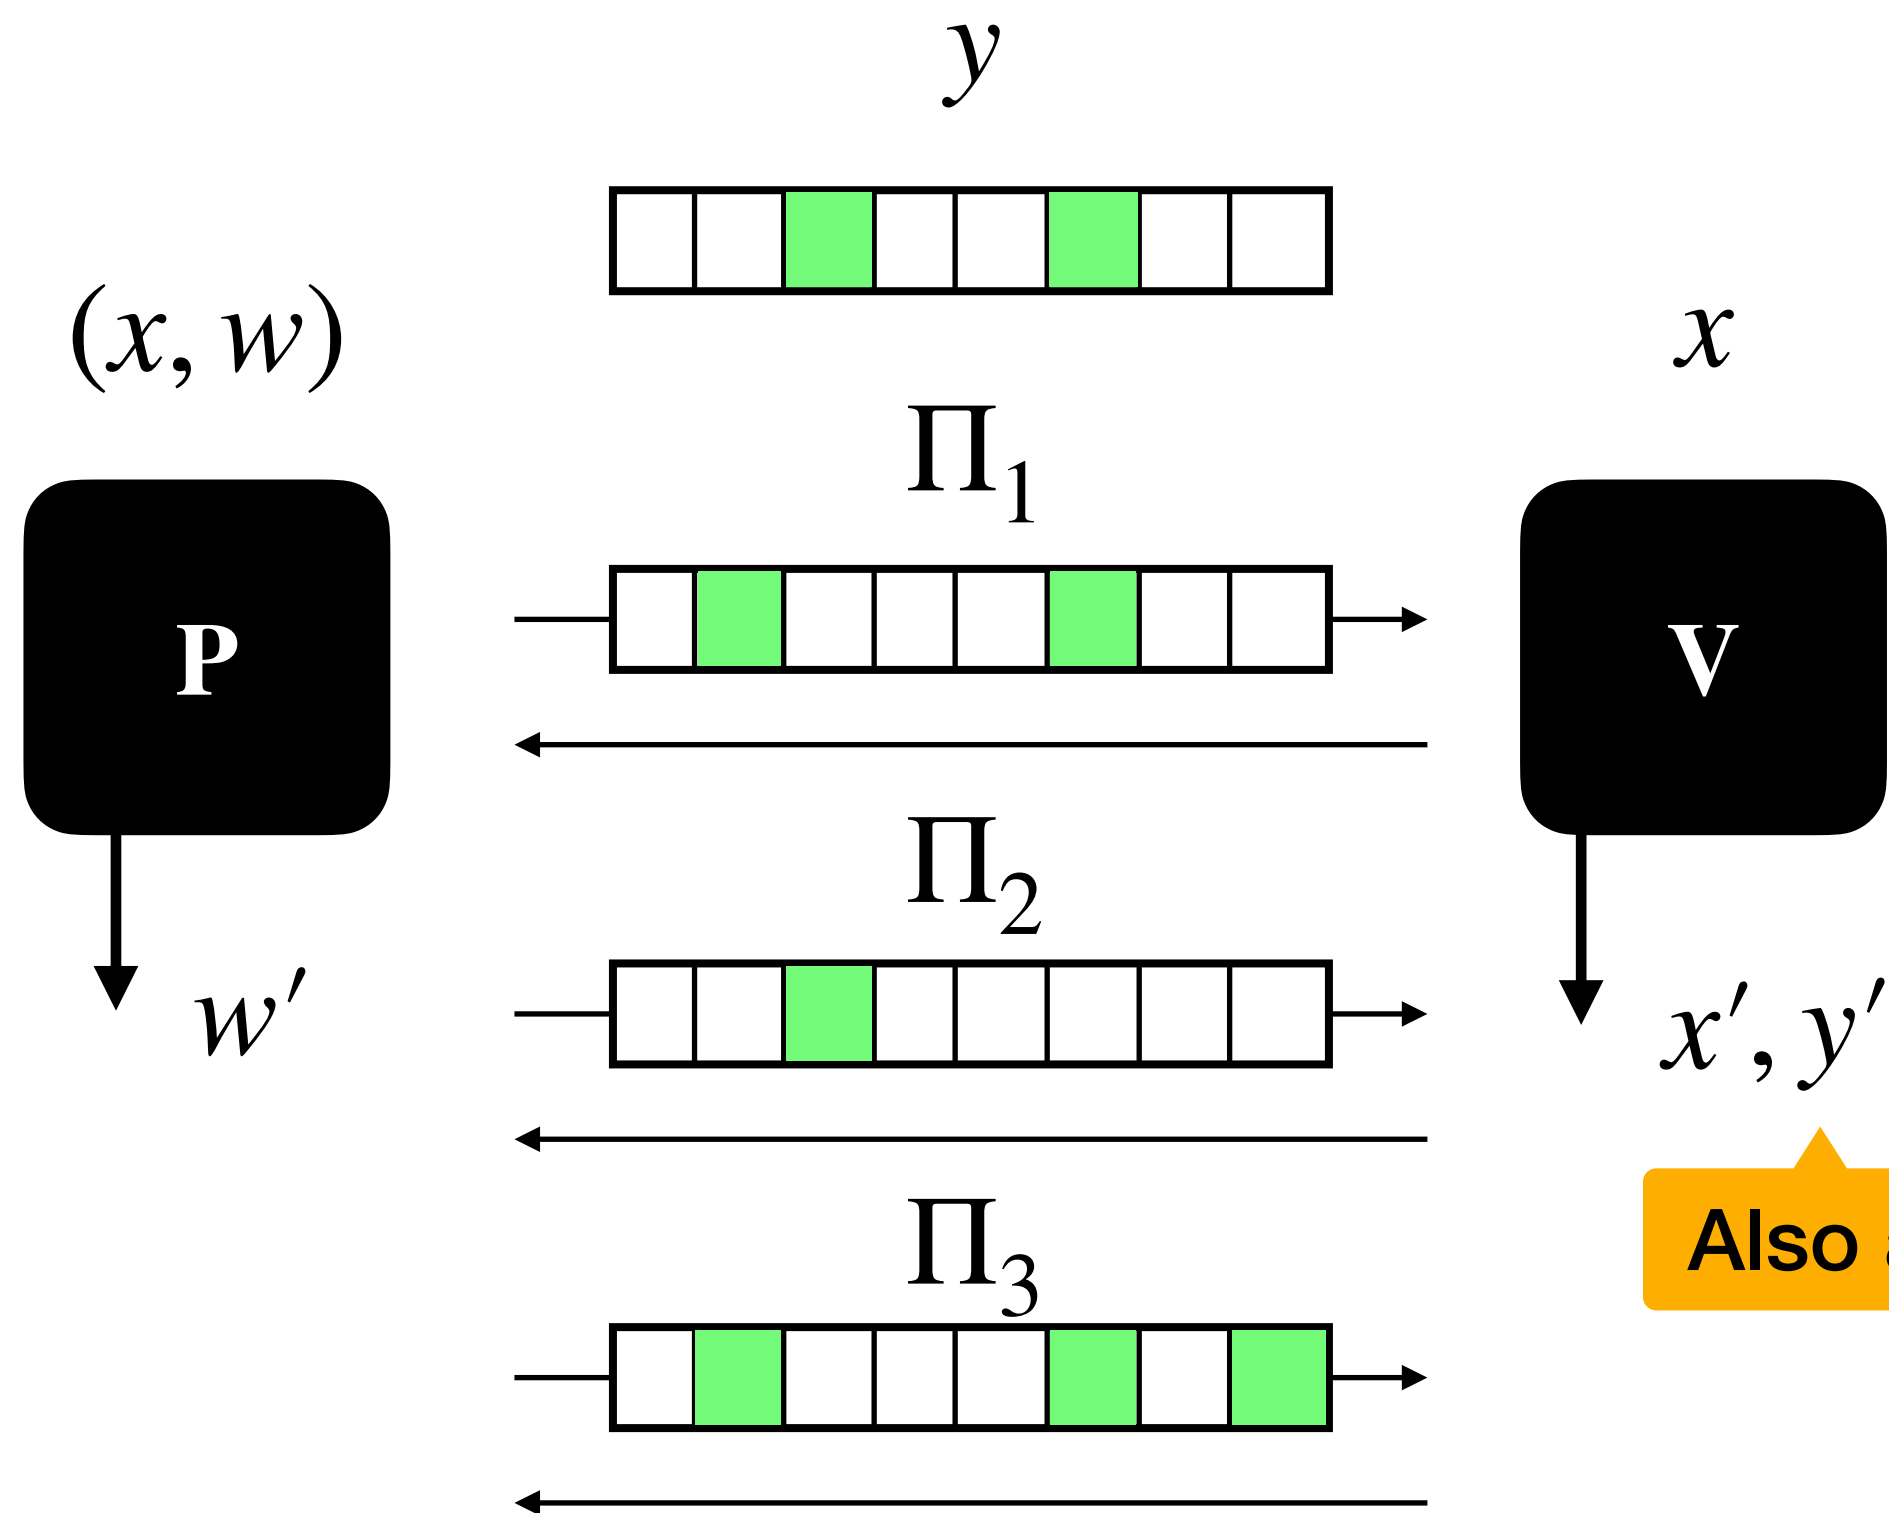 y
(x, w)
x
Π₁
P
V
Π₂
w′
x′, y′
Π₃
Also